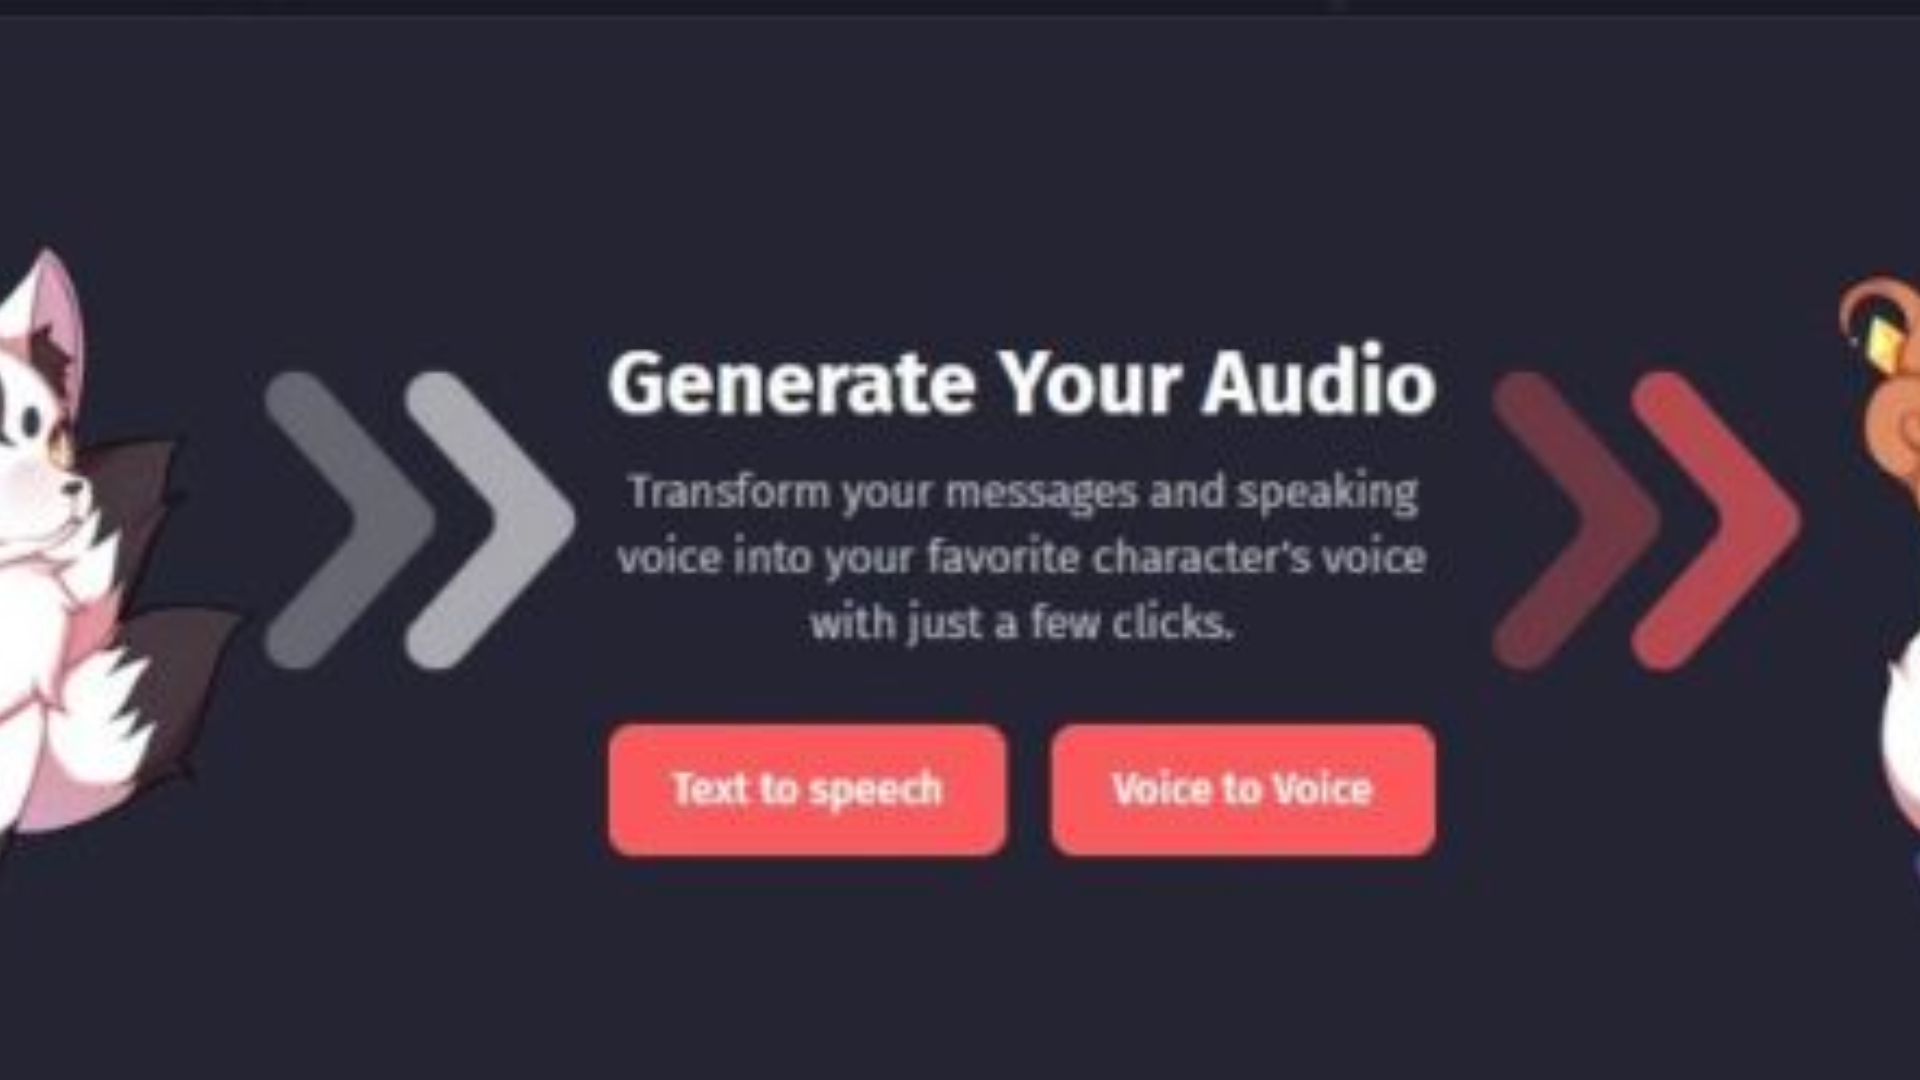 Generate Your Audio
Transform your messages and speaking
voice into your favorite character's voice
with just a few clicks.
Text to speech
Voice to Voice